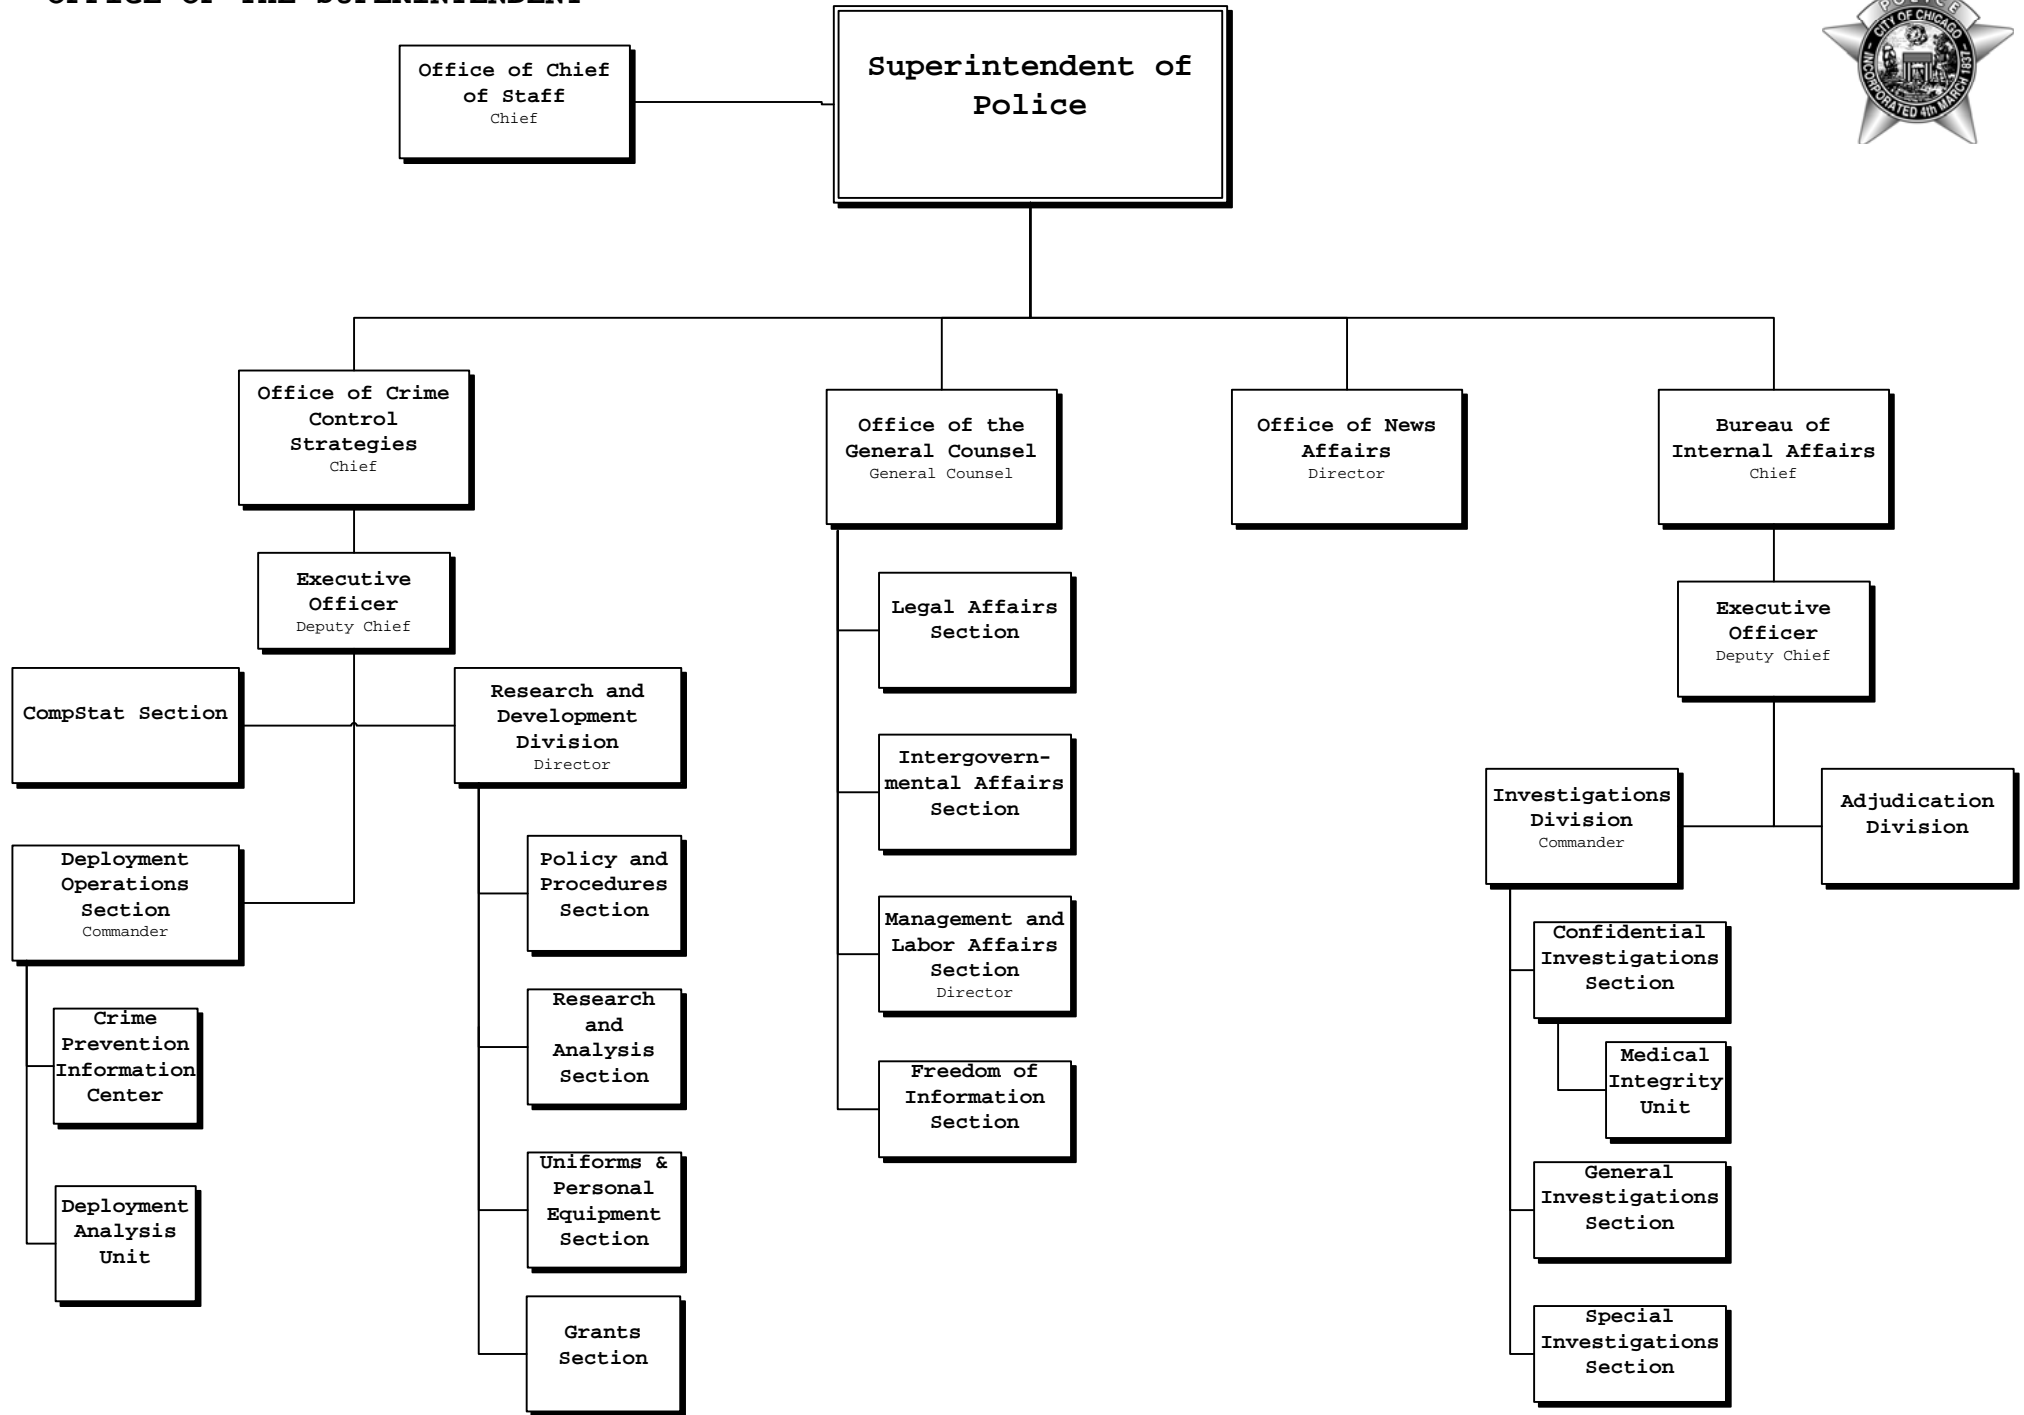 OFFICE OF THE SUPERINTENDENT
POLICE
CITY OF CHICAGO
INCORPORATED 4th MARCH 1837
Office of Chief
of Staff
Chief
Superintendent of
Police
Office of Crime
Control
Strategies
Chief
Office of the
General Counsel
General Counsel
Office of News
Affairs
Director
Bureau of
Internal Affairs
Chief
Executive
Officer
Deputy Chief
CompStat Section
Research and
Development
Division
Director
Deployment
Operations
Section
Commander
Crime
Prevention
Information
Center
Deployment
Analysis
Unit
Policy and
Procedures
Section
Research
and
Analysis
Section
Uniforms &
Personal
Equipment
Section
Grants
Section
Legal Affairs
Section
Intergovern-
mental Affairs
Section
Management and
Labor Affairs
Section
Director
Freedom of
Information
Section
Executive
Officer
Deputy Chief
Investigations
Division
Commander
Adjudication
Division
Confidential
Investigations
Section
Medical
Integrity
Unit
General
Investigations
Section
Special
Investigations
Section